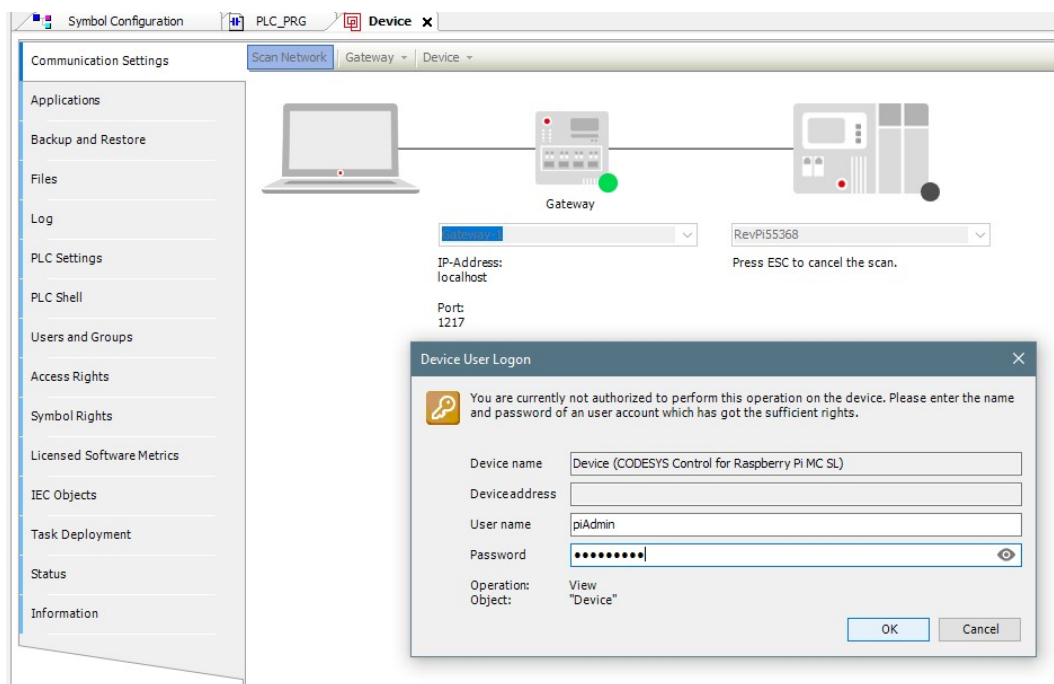 Symbol Configuration
PLC_PRG
Device
Communication Settings
Applications
Backup and Restore
Files
Log
PLC Settings
PLC Shell
Users and Groups
Access Rights
Symbol Rights
Licensed Software Metrics
IEC Objects
Task Deployment
Status
Information
Scan Network
Gateway
Device
Gateway
Gateway-1
IP-Address:
localhost
Port:
1217
RevPi55368
Press ESC to cancel the scan.
Device User Logon
You are currently not authorized to perform this operation on the device. Please enter the name
and password of an user account which has got the sufficient rights.
Device name
Device (CODESYS Control for Raspberry Pi MC SL)
Deviceaddress
User name
piAdmin
Password
•••••••••
Operation: View
Object: "Device"
OK
Cancel